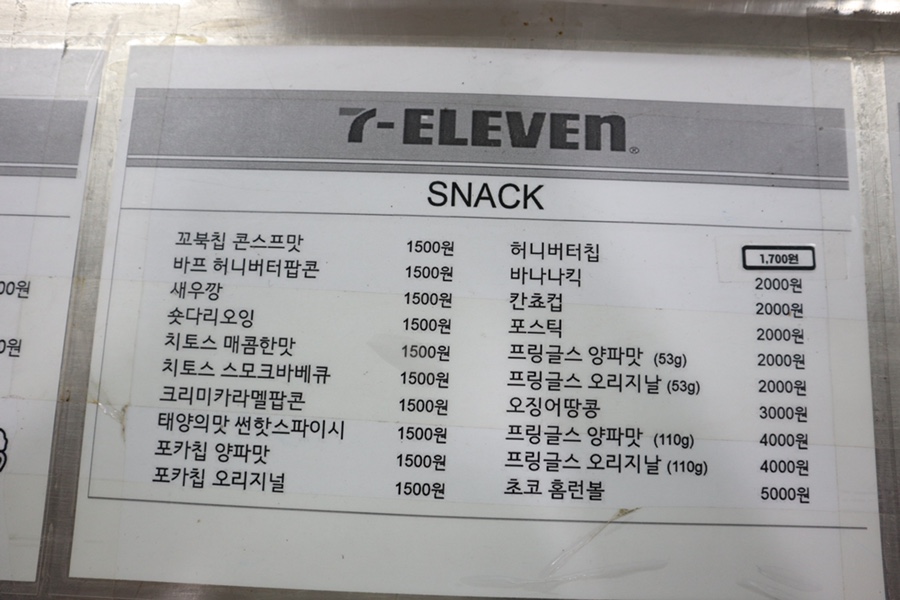 7-ELEVEN®
SNACK
꼬북칩 콘스프맛 1500원
바프 허니버터팝콘 1500원
새우깡 1500원
숏다리오잉 1500원
치토스 매콤한맛 1500원
치토스 스모크바베큐 1500원
크리미카라멜팝콘 1500원
태양의맛 썬핫스파이시 1500원
포카칩 양파맛 1500원
포카칩 오리지널 1500원
허니버터칩 1,700원
바나나킥 2000원
칸쵸컵 2000원
포스틱 2000원
프링글스 양파맛 (53g) 2000원
프링글스 오리지날 (53g) 2000원
오징어땅콩 3000원
프링글스 양파맛 (110g) 4000원
프링글스 오리지날 (110g) 4000원
초코 홈런볼 5000원